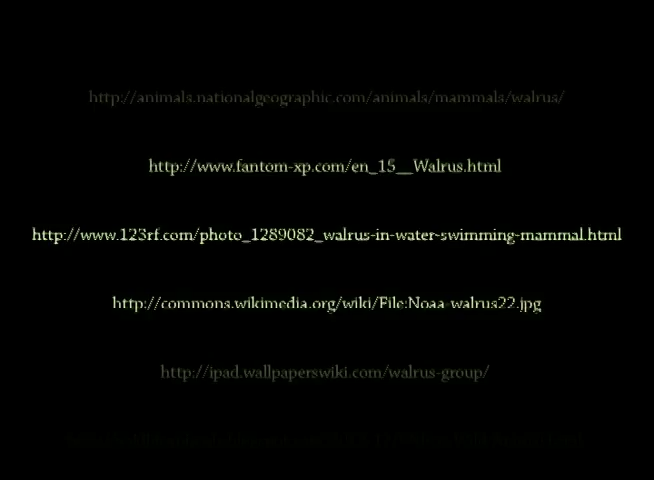 http://animals.nationalgeographic.com/animals/mammals/walrus/
http://www.fantom-xp.com/en_15__Walrus.html
http://www.123rf.com/photo_1289082_walrus-in-water-swimming-mammal.html
http://commons.wikimedia.org/wiki/File:Noaa-walrus22.jpg
http://ipad.wallpaperswiki.com/walrus-group/